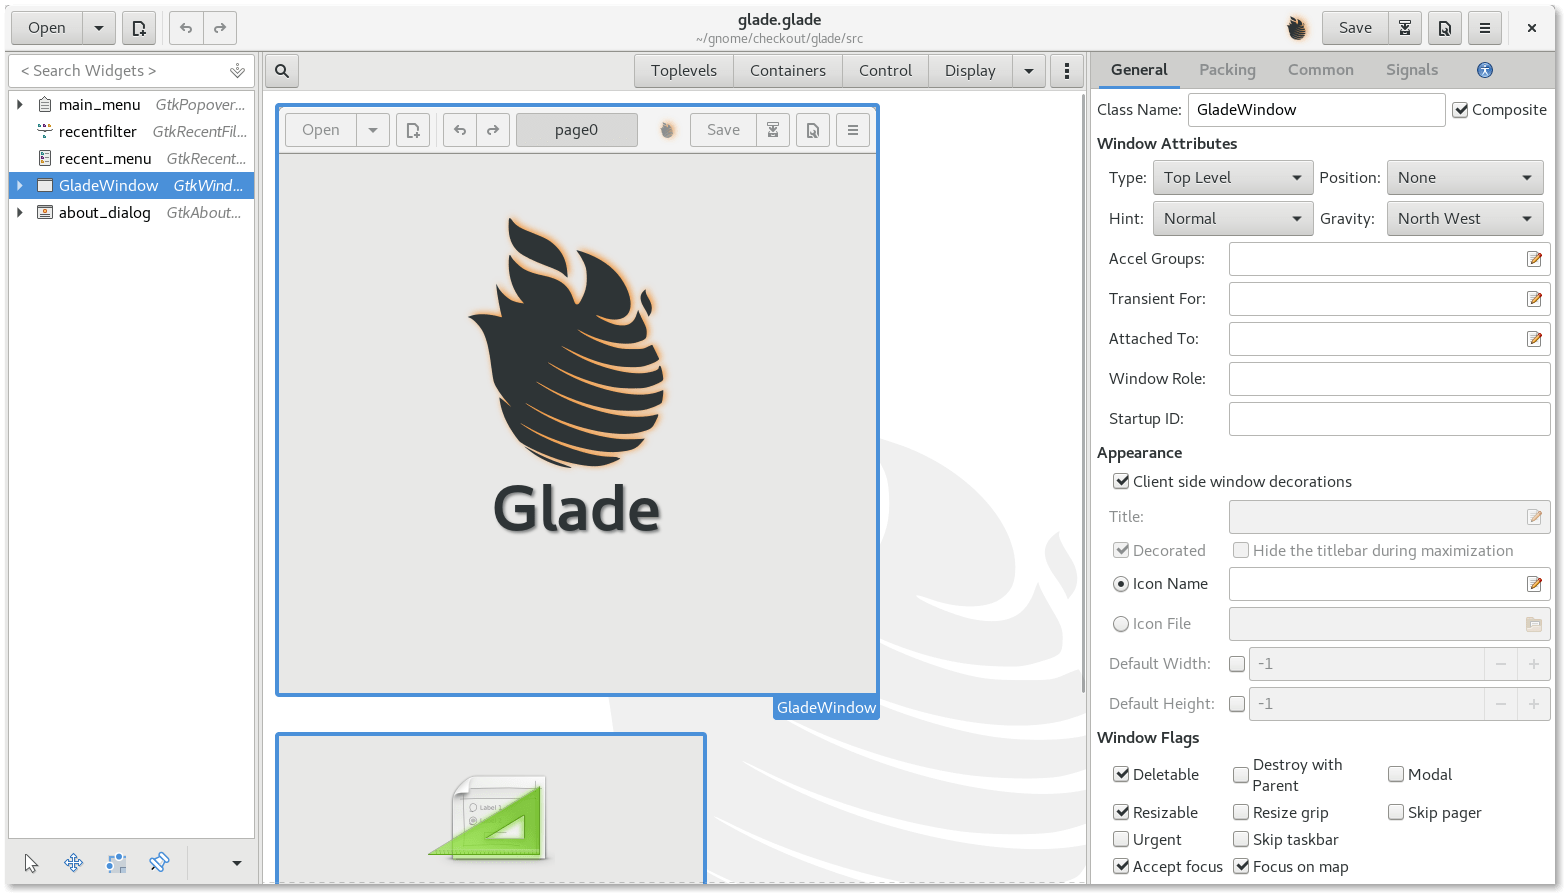 Open
glade.glade
~/gnome/checkout/glade/src
Save
< Search Widgets >
Toplevels Containers Control Display
General Packing Common Signals
main_menu GtkPopover...
recentfilter GtkRecentFil...
recent_menu GtkRecent...
GladeWindow GtkWind...
about_dialog GtkAbout...
Open page0 Save
Glade
GladeWindow
Label
Class Name: GladeWindow Composite
Window Attributes
Type: Top Level Position: None
Hint: Normal Gravity: North West
Accel Groups:
Transient For:
Attached To:
Window Role:
Startup ID:
Appearance
Client side window decorations
Title:
Decorated Hide the titlebar during maximization
Icon Name
Icon File
Default Width: -1
Default Height: -1
Window Flags
Deletable Destroy with Parent Modal
Resizable Resize grip Skip pager
Urgent Skip taskbar
Accept focus Focus on map